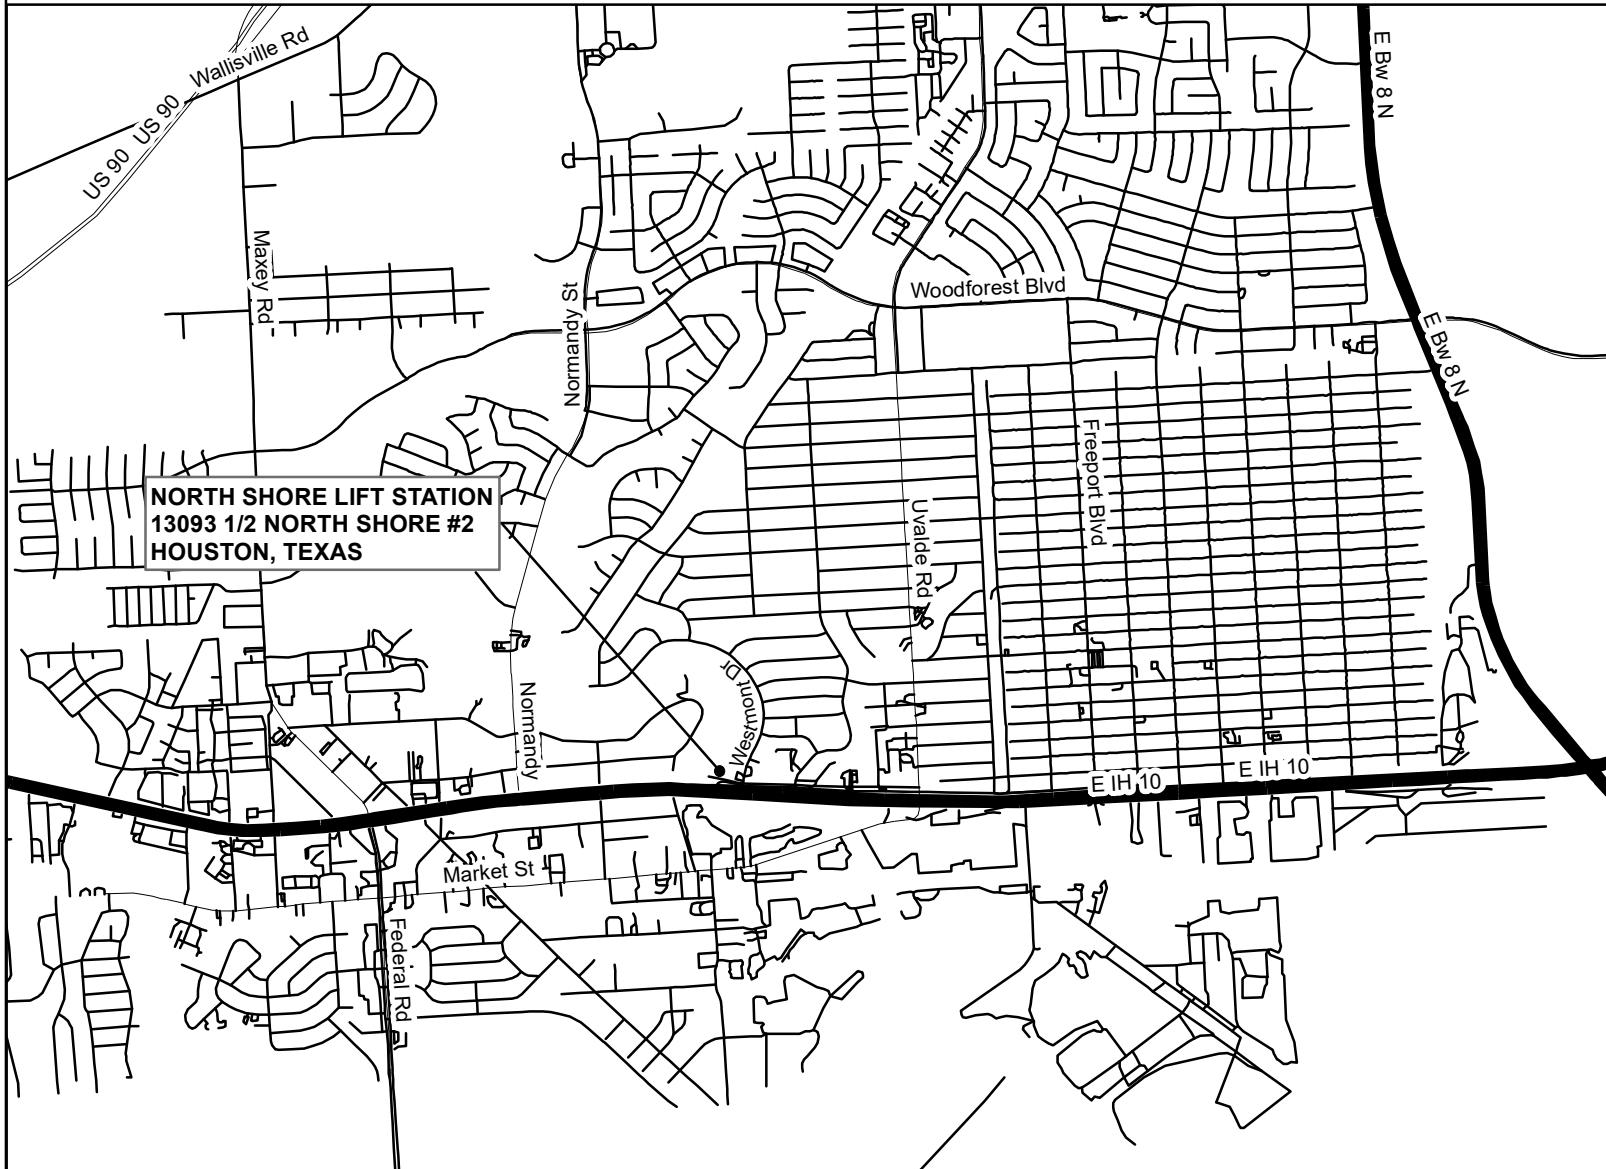 Wallisville Rd
US 90
US 90
E Bw 8 N
Maxey Rd
Normandy St
Woodforest Blvd
E Bw 8 N
Freeport Blvd
NORTH SHORE LIFT STATION
13093 1/2 NORTH SHORE #2
HOUSTON, TEXAS
Uvalde Rd
Westmont Dr
Normandy
E IH 10
E IH 10
Market St
Federal Rd